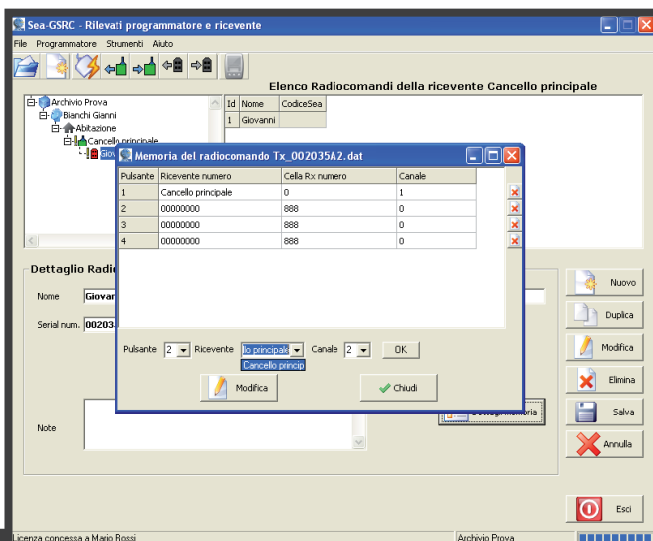 Sea-GSRC - Rilevati programmatore e ricevente
File Programmatore Strumenti Aiuto
Elenco Radiocomandi della ricevente Cancello principale
Archivio Prova
Bianchi Gianni
Abitazione
Cancello principale
Id Nome CodiceSea
1 Giovanni
Memoria del radiocomando Tx_002035A2.dat
Pulsante Ricevente numero Cella Rx numero Canale
1 Cancello principale 0 1
2 00000000 888 0
3 00000000 888 0
4 00000000 888 0
Pulsante 2 Ricevente lo principale Canale 2 OK
Cancello princip
Modifica Chiudi
Dettaglio Radio
Nome Giovan
Serial num. 00203
Note
Nuovo
Duplica
Modifica
Elimina
Salva
Annulla
Esci
Licenza concessa a Mario Rossi Archivio Prova